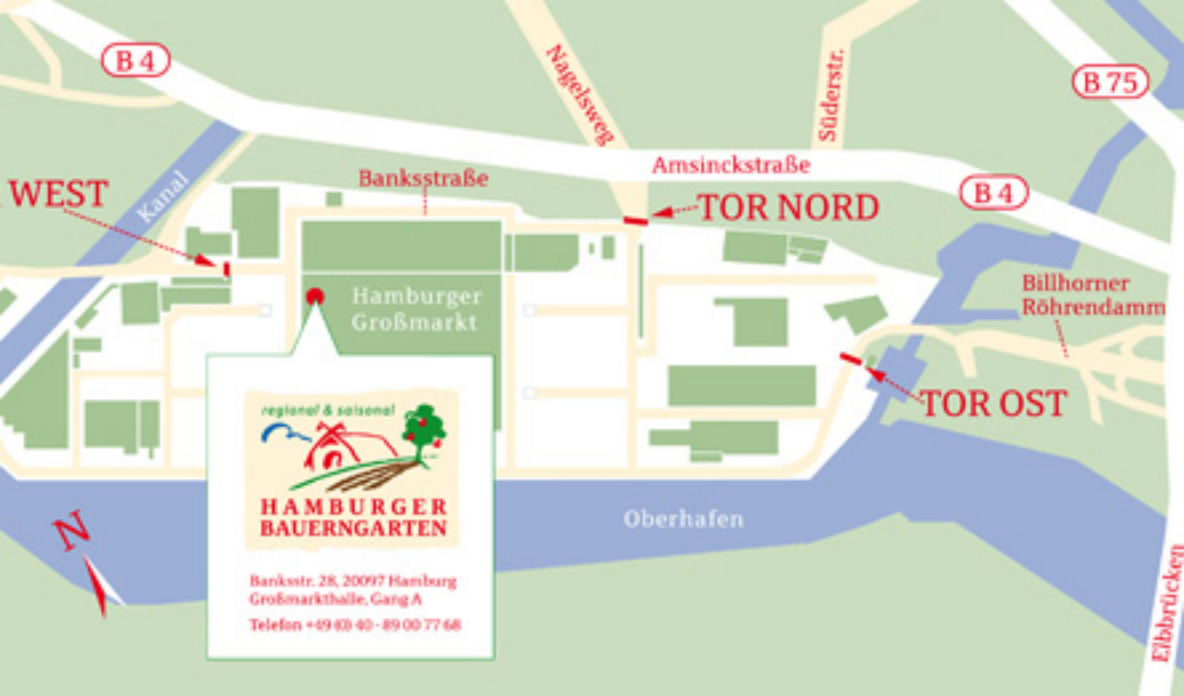 B 4
Nagelsweg
Süderstr.
B 75
Amsinckstraße
Banksstraße
WEST
Kanal
B 4
TOR NORD
Billhorner
Röhrendamm
Hamburger
Großmarkt
TOR OST
regional & saisonal
HAMBURGER
BAUERNGARTEN
Oberhafen
N
Banksstr. 28, 20097 Hamburg
Großmarkthalle, Gang A
Telefon +49 (0) 40 - 89 00 77 68
Elbbrücken